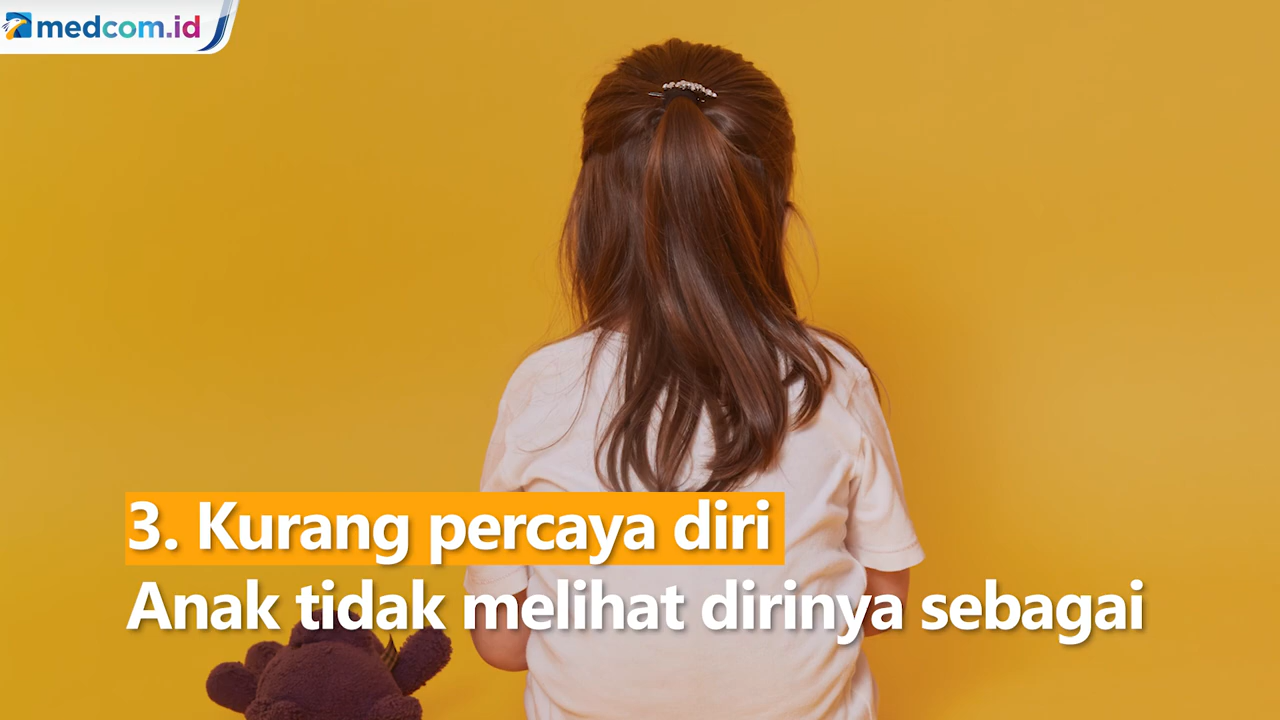 medcom.id
3. Kurang percaya diri
Anak tidak melihat dirinya sebagai